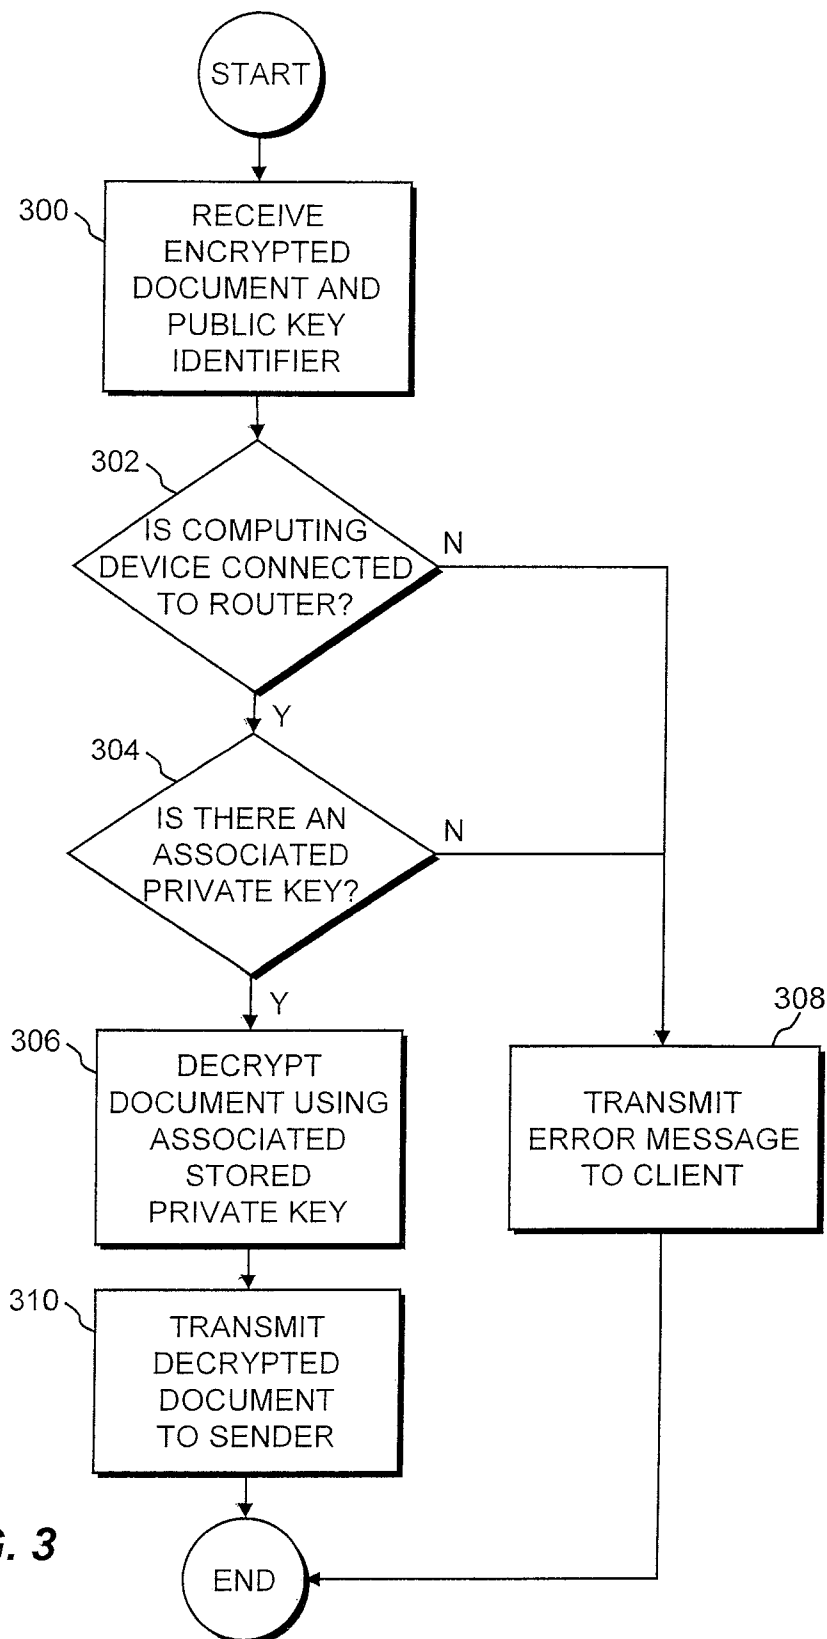 START
300
RECEIVE
ENCRYPTED
DOCUMENT AND
PUBLIC KEY
IDENTIFIER
302
IS COMPUTING
DEVICE CONNECTED
TO ROUTER?
N
Y
304
IS THERE AN
ASSOCIATED
PRIVATE KEY?
N
Y
306
DECRYPT
DOCUMENT USING
ASSOCIATED
STORED
PRIVATE KEY
308
TRANSMIT
ERROR MESSAGE
TO CLIENT
310
TRANSMIT
DECRYPTED
DOCUMENT
TO SENDER
G. 3
END